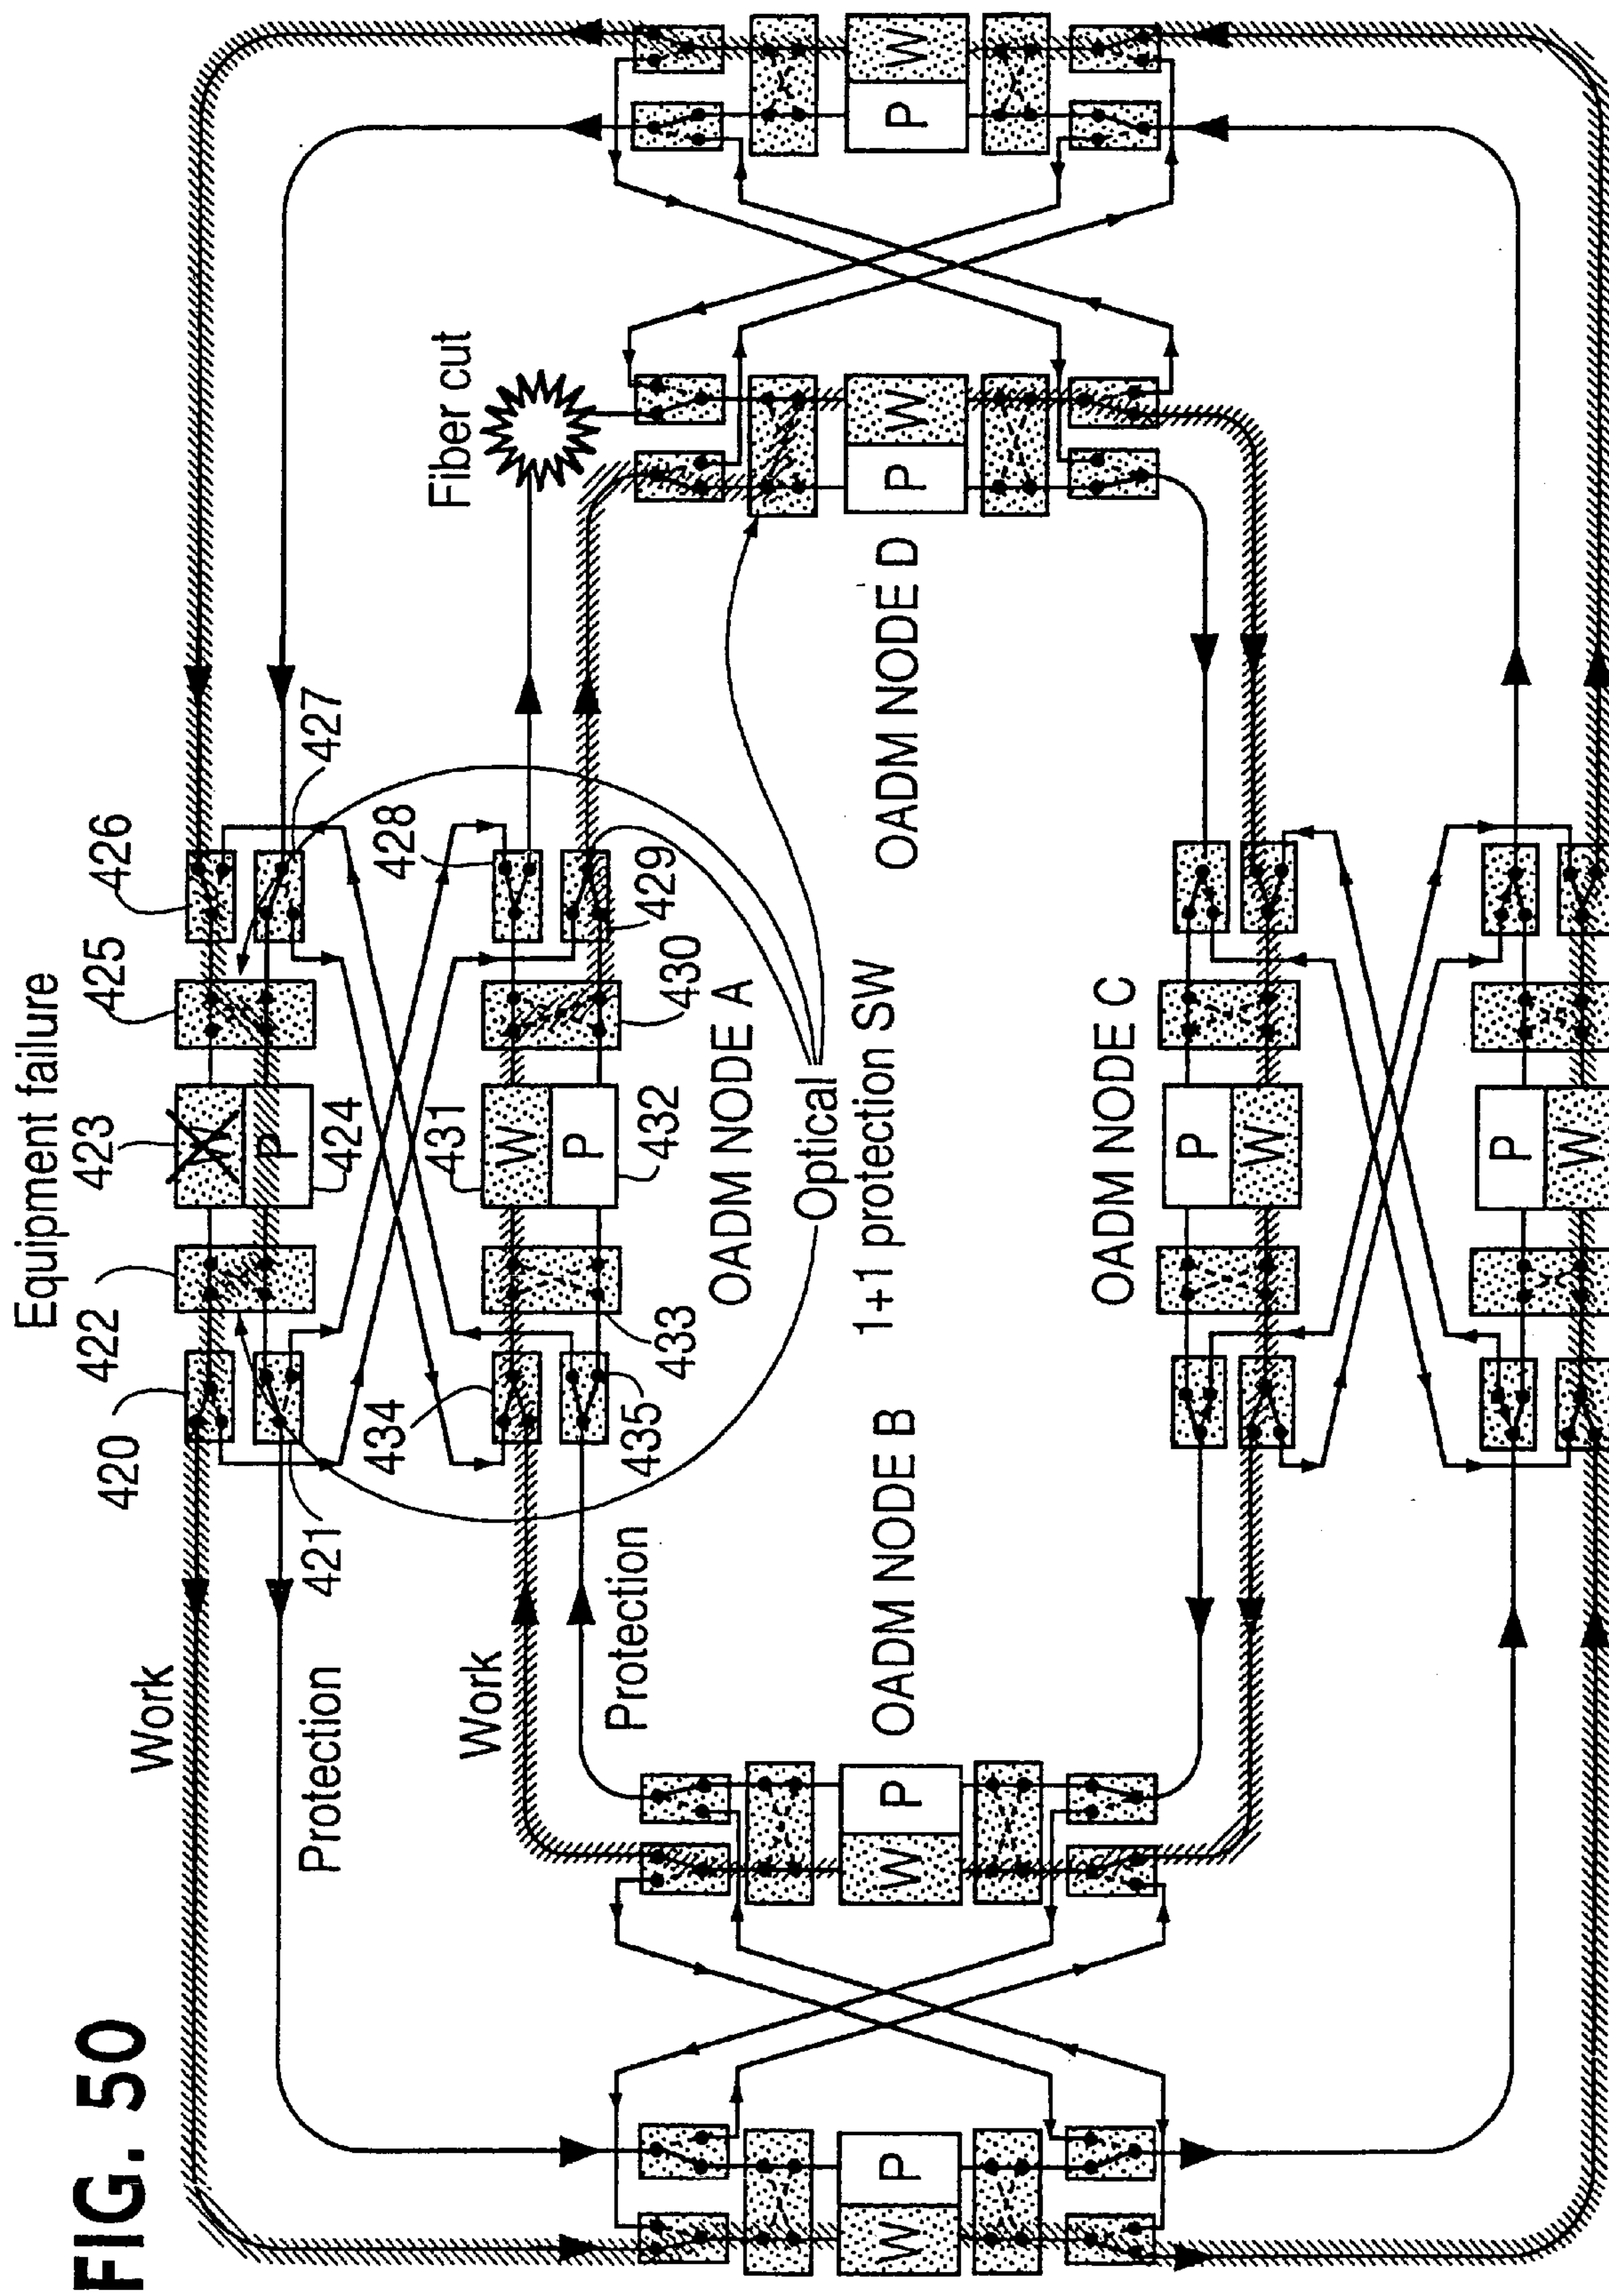 FIG. 50
Equipment failure
423
422
425
420
426
Work
W
P
424
427
421
Protection
431
428
434
Work
W
P
432
429
430
433
435
Protection
Fiber cut
OADM NODE A
Optical
1+1 protection SW
OADM NODE B
OADM NODE D
W
P
W
P
P
W
P
W
OADM NODE C
P
W
P
W